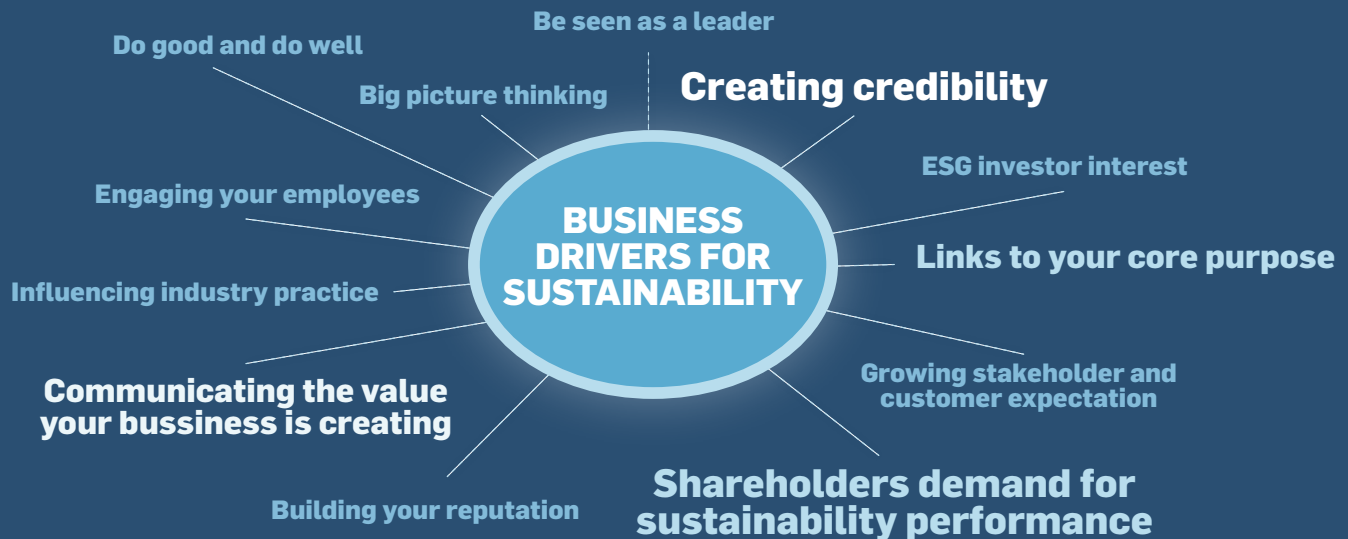 Be seen as a leader
Do good and do well
Big picture thinking
Creating credibility
ESG investor interest
Engaging your employees
BUSINESS
DRIVERS FOR
SUSTAINABILITY
Links to your core purpose
Influencing industry practice
Growing stakeholder and
customer expectation
Communicating the value
your bussiness is creating
Shareholders demand for
sustainability performance
Building your reputation